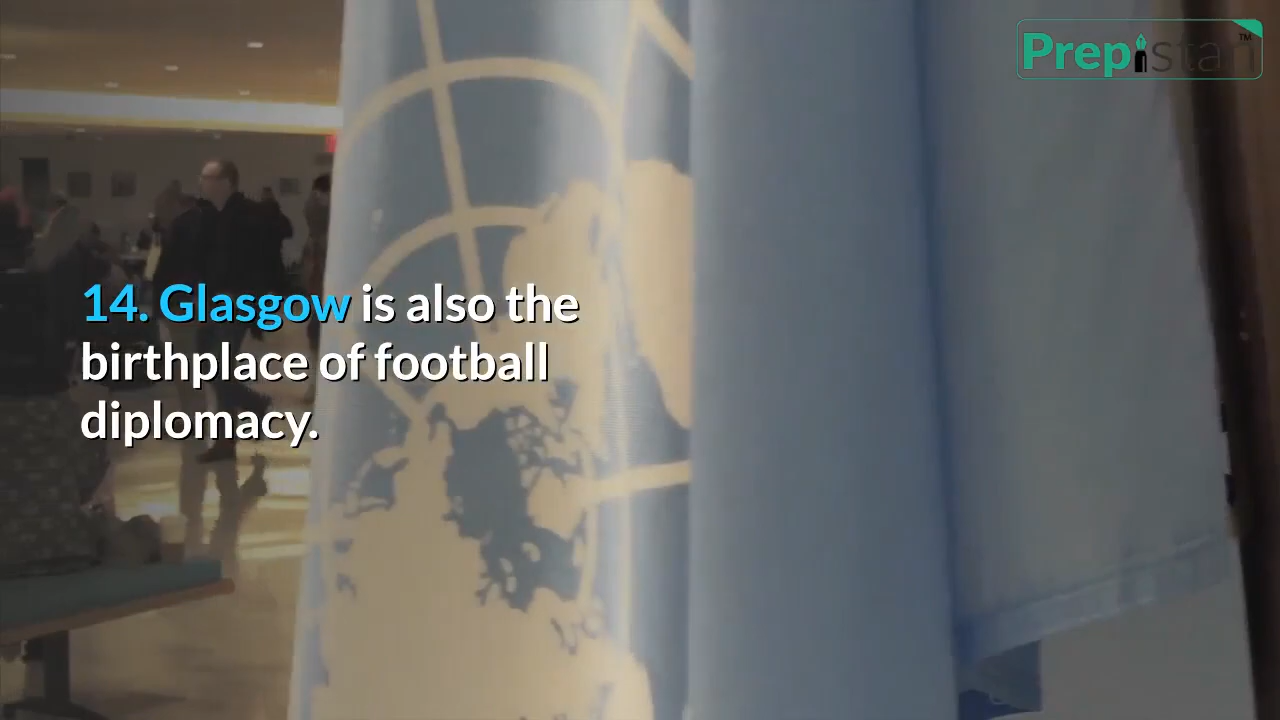 Prepistan™
14. Glasgow is also the
birthplace of football
diplomacy.